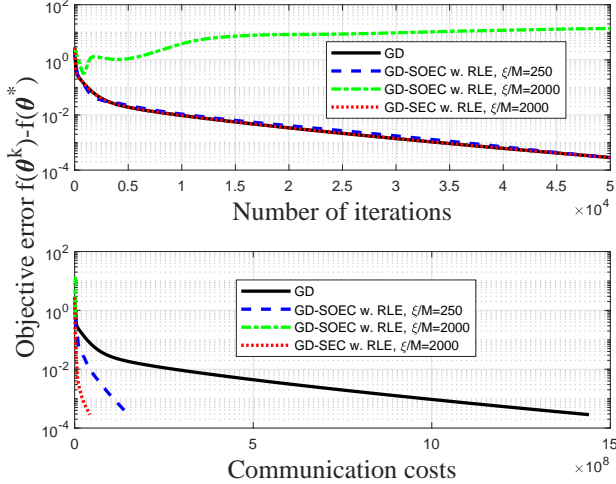 Objective error f(θ^k)-f(θ^*)
10^2
10^0
10^-2
10^-4
GD
GD-SOEC w. RLE, ξ/M=250
GD-SOEC w. RLE, ξ/M=2000
GD-SEC w. RLE, ξ/M=2000
0 0.5 1 1.5 2 2.5 3 3.5 4 4.5 5
Number of iterations
×10^4
10^2
10^0
10^-2
10^-4
GD
GD-SOEC w. RLE, ξ/M=250
GD-SOEC w. RLE, ξ/M=2000
GD-SEC w. RLE, ξ/M=2000
0 5 10 15
Communication costs
×10^8